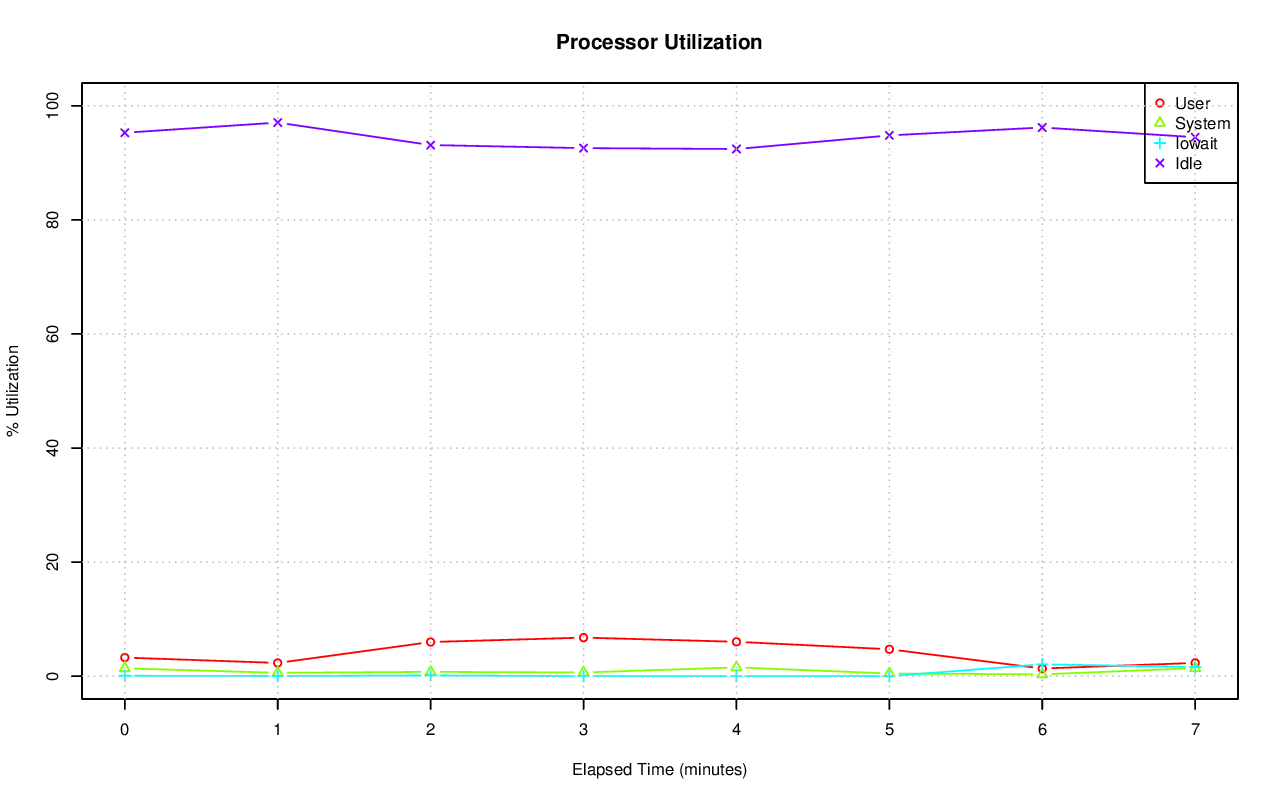 Processor Utilization
User
System
Iowait
Idle
100
80
60
40
20
0
% Utilization
0 1 2 3 4 5 6 7
Elapsed Time (minutes)